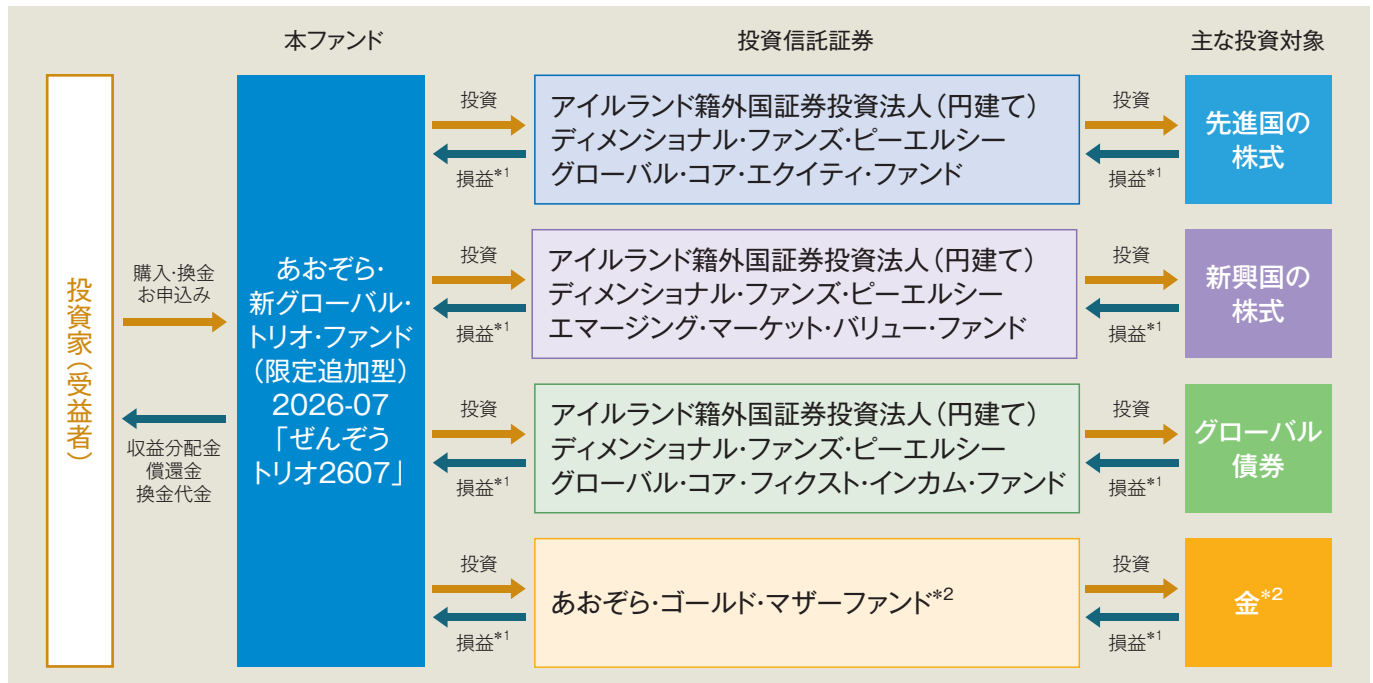 本ファンド
投資信託証券
主な投資対象
投資家（受益者）
購入・換金
お申込み
収益分配金
償還金
換金代金
あおぞら・
新グローバル・
トリオ・ファンド
（限定追加型）
2026-07
「ぜんぞう
トリオ2607」
投資
損益*1
アイルランド籍外国証券投資法人（円建て）
ディメンショナル・ファンズ・ピーエルシー
グローバル・コア・エクイティ・ファンド
投資
損益*1
先進国の
株式
投資
損益*1
アイルランド籍外国証券投資法人（円建て）
ディメンショナル・ファンズ・ピーエルシー
エマージング・マーケット・バリュー・ファンド
投資
損益*1
新興国の
株式
投資
損益*1
アイルランド籍外国証券投資法人（円建て）
ディメンショナル・ファンズ・ピーエルシー
グローバル・コア・フィクスト・インカム・ファンド
投資
損益*1
グローバル
債券
投資
損益*1
あおぞら・ゴールド・マザーファンド*2
投資
損益*1
金*2